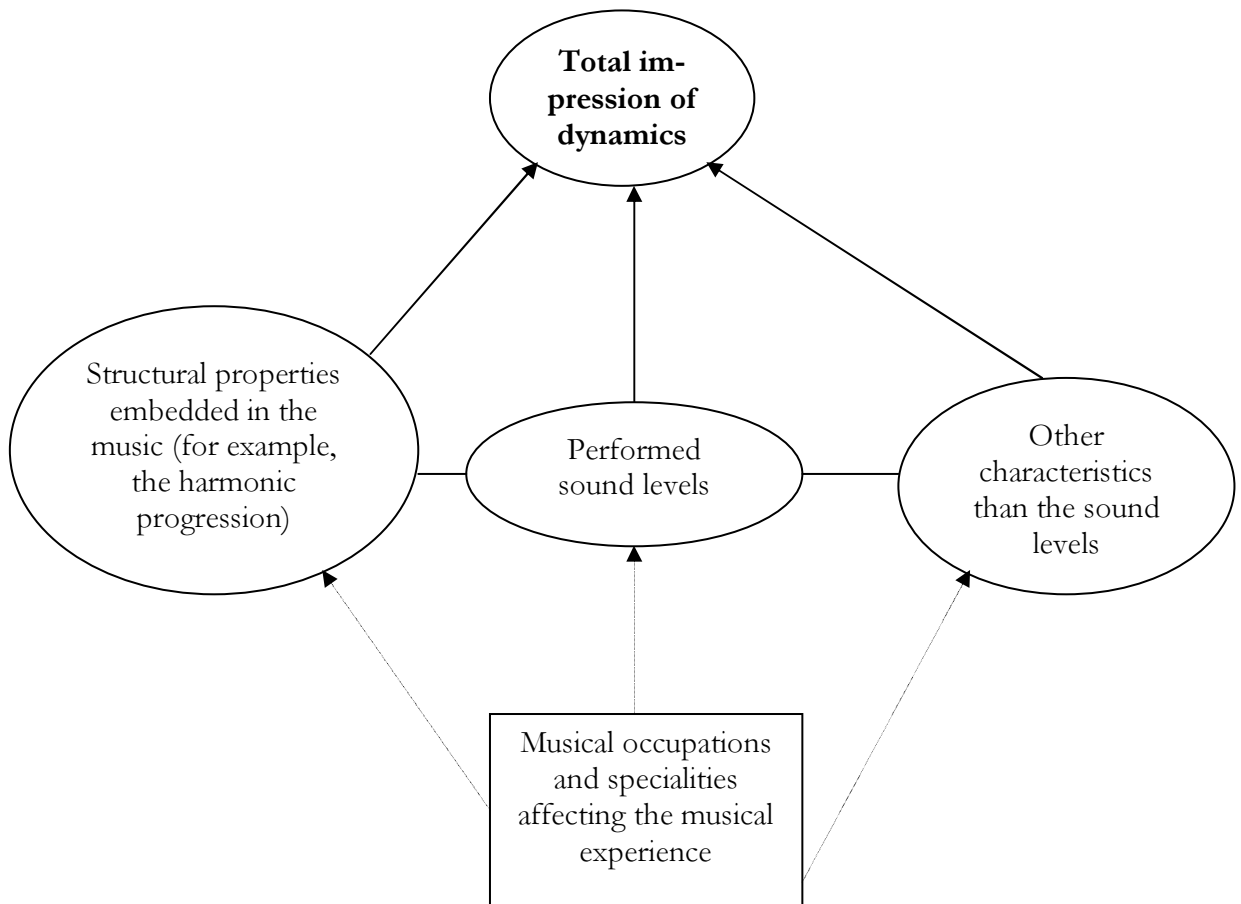 Total im-
pression of
dynamics
Structural properties
embedded in the
music (for example,
the harmonic
progression)
Performed
sound levels
Other
characteristics
than the sound
levels
Musical occupations
and specialities
affecting the musical
experience